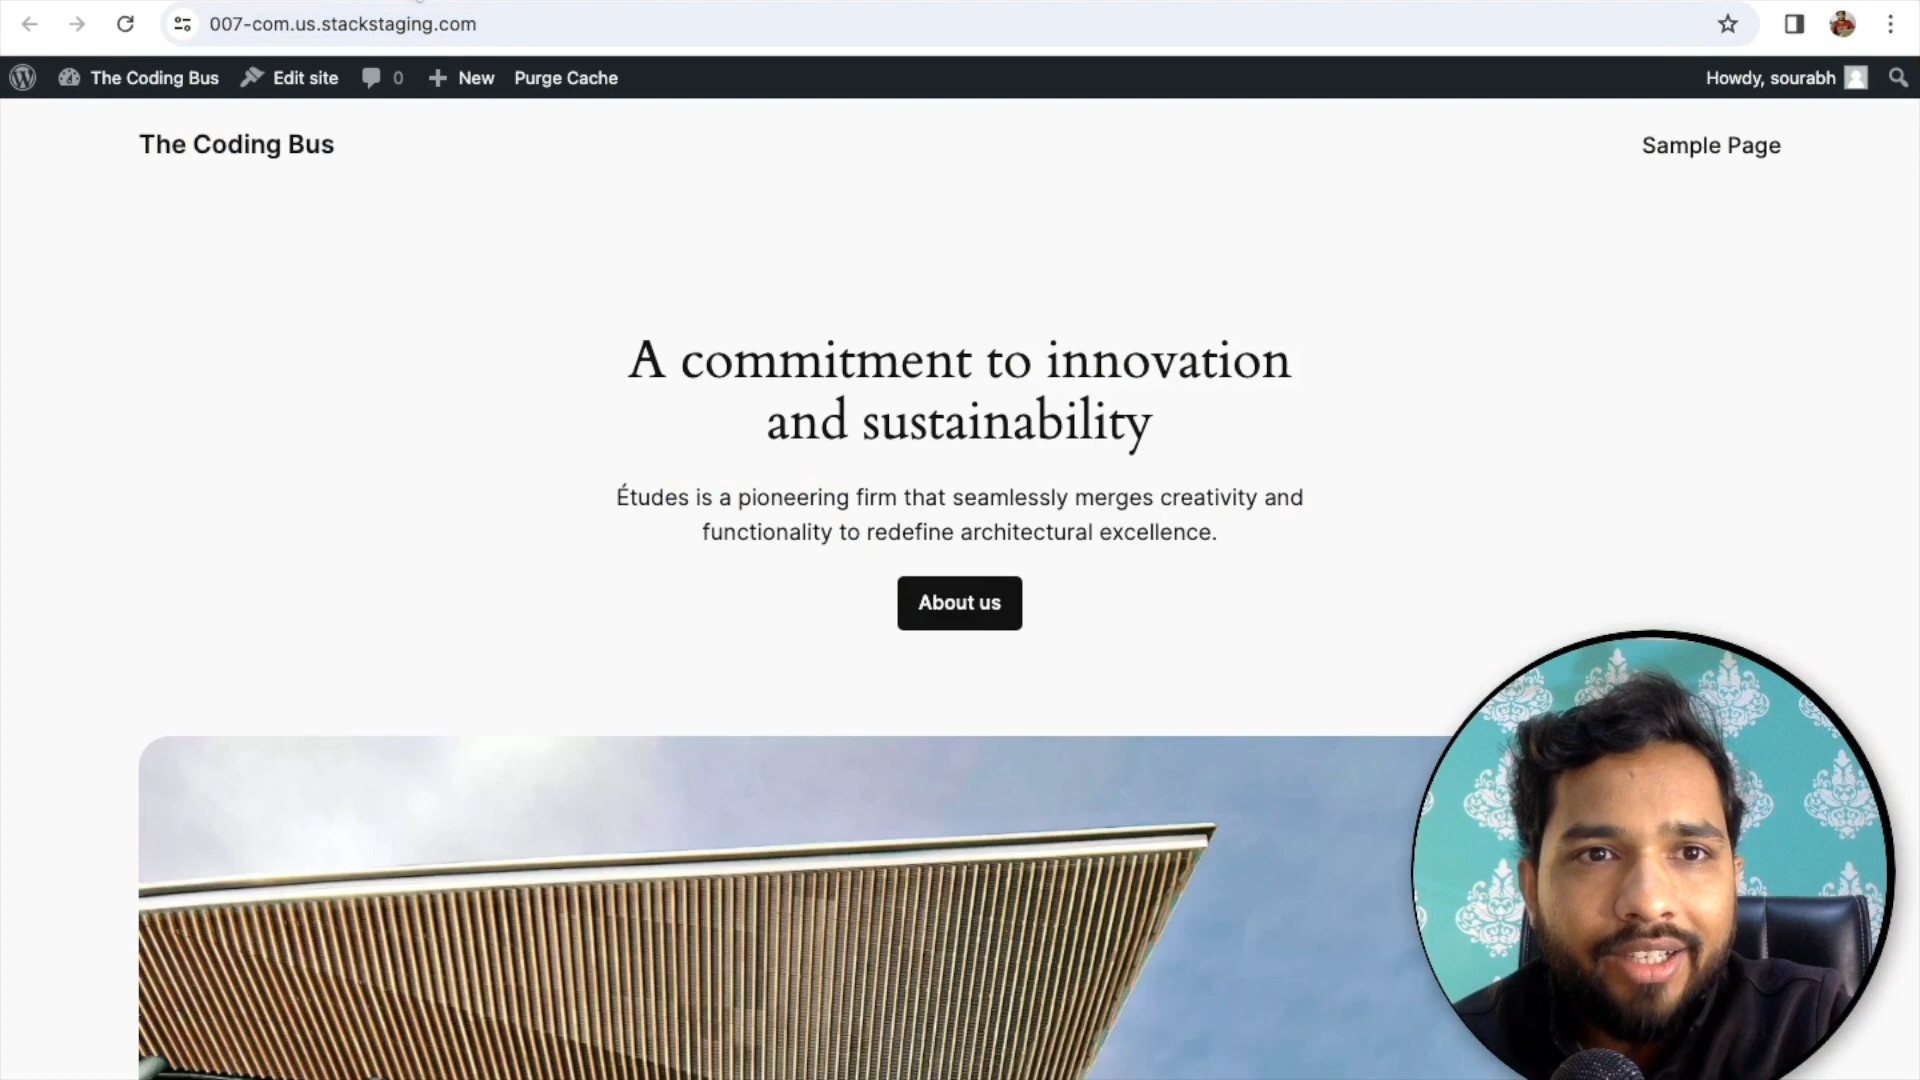 007-com.us.stackstaging.com
The Coding Bus Edit site 0 New Purge Cache Howdy, sourabh
The Coding Bus Sample Page
A commitment to innovation
and sustainability
Études is a pioneering firm that seamlessly merges creativity and
functionality to redefine architectural excellence.
About us